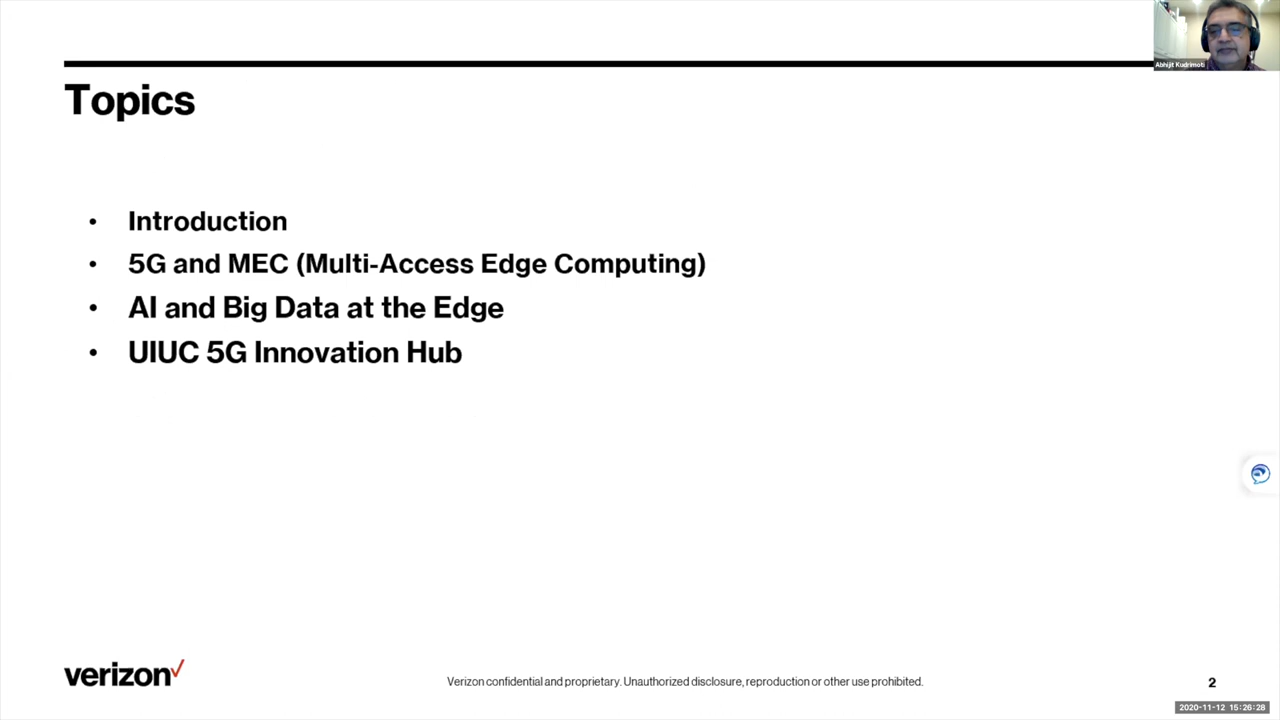 Abhijit Kudrimoti
Topics
• Introduction
• 5G and MEC (Multi-Access Edge Computing)
• AI and Big Data at the Edge
• UIUC 5G Innovation Hub
verizon✓
Verizon confidential and proprietary. Unauthorized disclosure, reproduction or other use prohibited.
2
2020-11-12 15:26:28